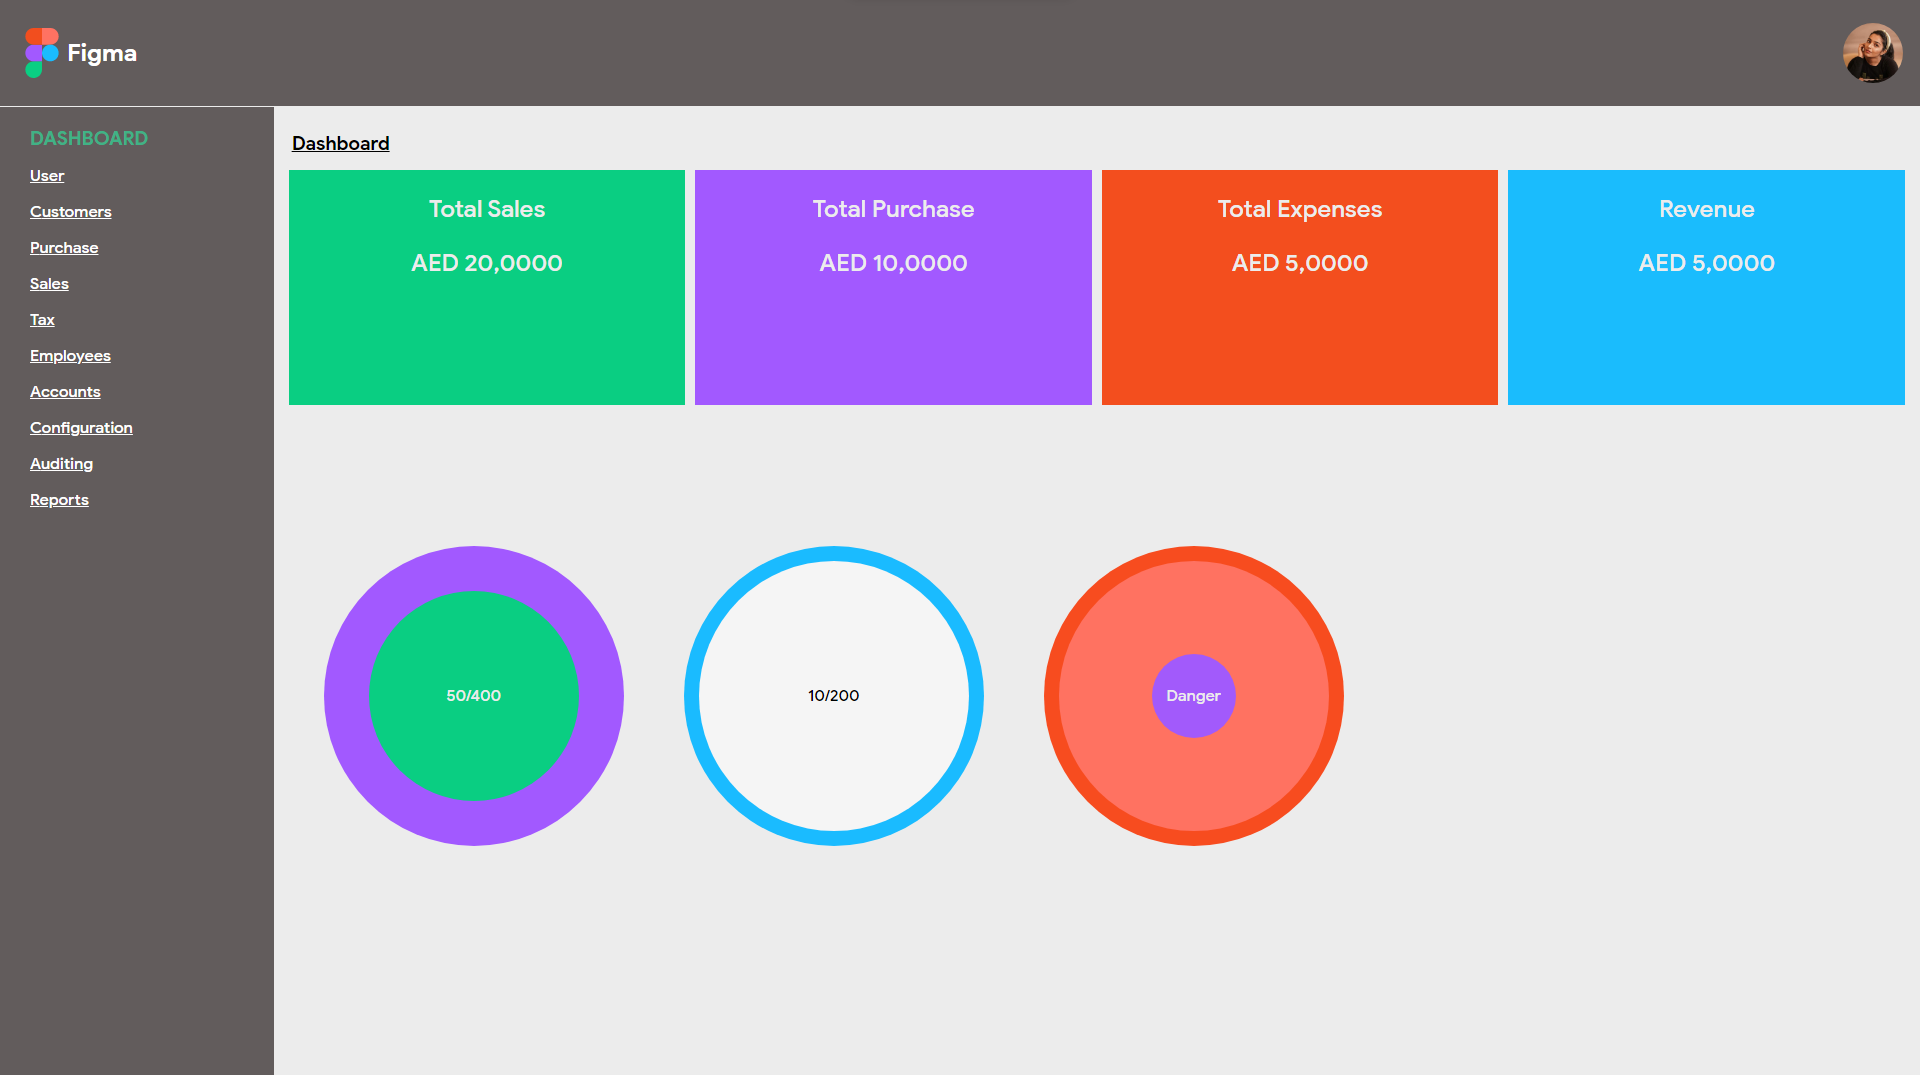 Figma
DASHBOARD
User
Customers
Purchase
Sales
Tax
Employees
Accounts
Configuration
Auditing
Reports
Dashboard
Total Sales
AED 20,0000
Total Purchase
AED 10,0000
Total Expenses
AED 5,0000
Revenue
AED 5,0000
50/400
10/200
Danger